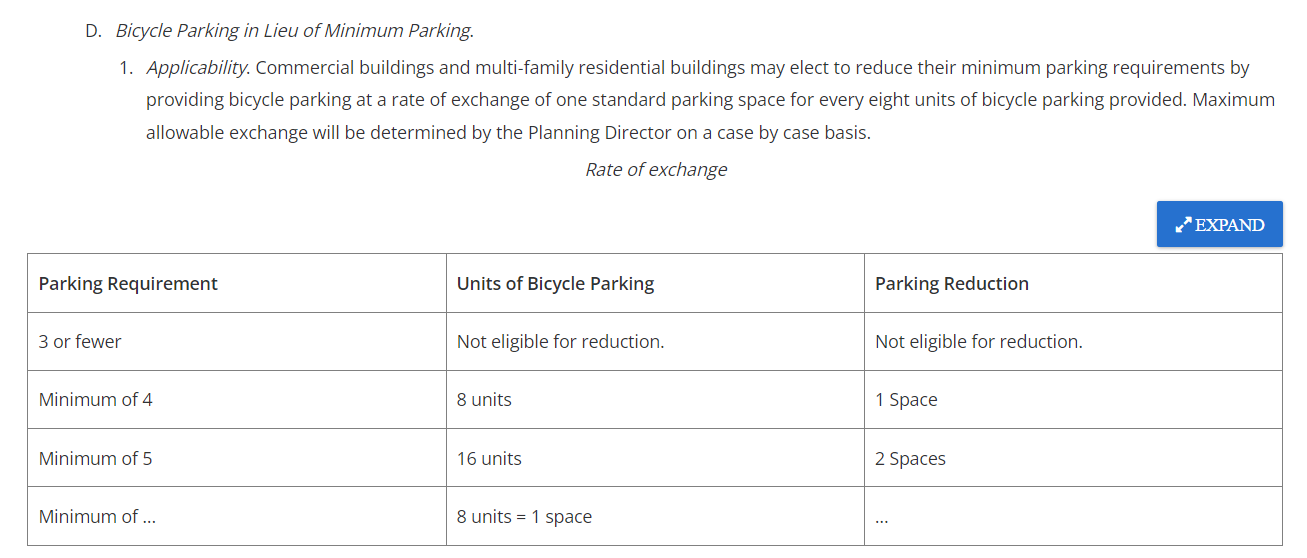 D. Bicycle Parking in Lieu of Minimum Parking.
1. Applicability. Commercial buildings and multi-family residential buildings may elect to reduce their minimum parking requirements by
providing bicycle parking at a rate of exchange of one standard parking space for every eight units of bicycle parking provided. Maximum
allowable exchange will be determined by the Planning Director on a case by case basis.
Rate of exchange
EXPAND
Parking Requirement Units of Bicycle Parking Parking Reduction
3 or fewer Not eligible for reduction. Not eligible for reduction.
Minimum of 4 8 units 1 Space
Minimum of 5 16 units 2 Spaces
Minimum of ... 8 units = 1 space ...